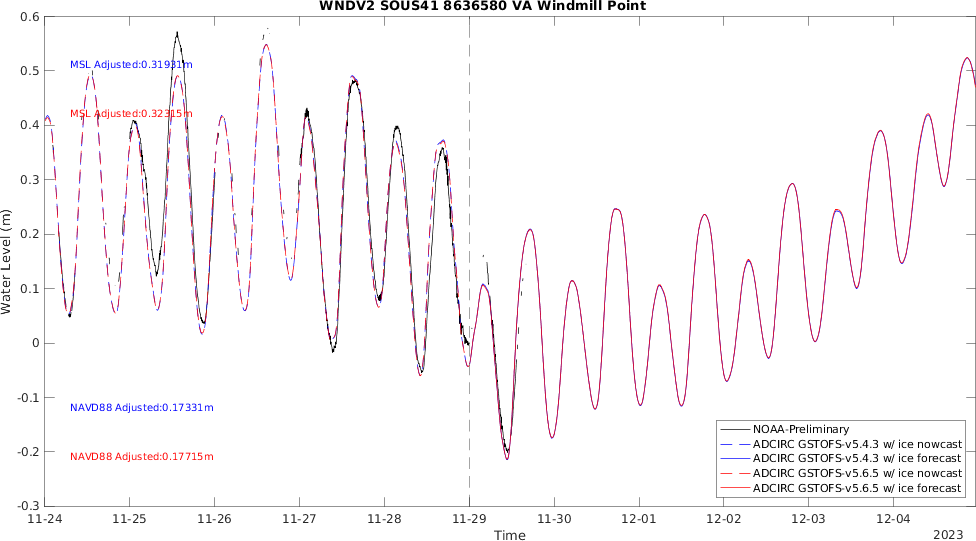 WNDV2 SOUS41 8636580 VA Windmill Point
0.6
0.5
0.4
0.3
0.2
0.1
0
-0.1
-0.2
-0.3
Water Level (m)
MSL Adjusted:0.31931m
MSL Adjusted:0.32315m
NAVD88 Adjusted:0.17331m
NAVD88 Adjusted:0.17715m
NOAA-Preliminary
ADCIRC GSTOFS-v5.4.3 w/ ice nowcast
ADCIRC GSTOFS-v5.4.3 w/ ice forecast
ADCIRC GSTOFS-v5.6.5 w/ ice nowcast
ADCIRC GSTOFS-v5.6.5 w/ ice forecast
11-24 11-25 11-26 11-27 11-28 11-29 11-30 12-01 12-02 12-03 12-04
Time
2023